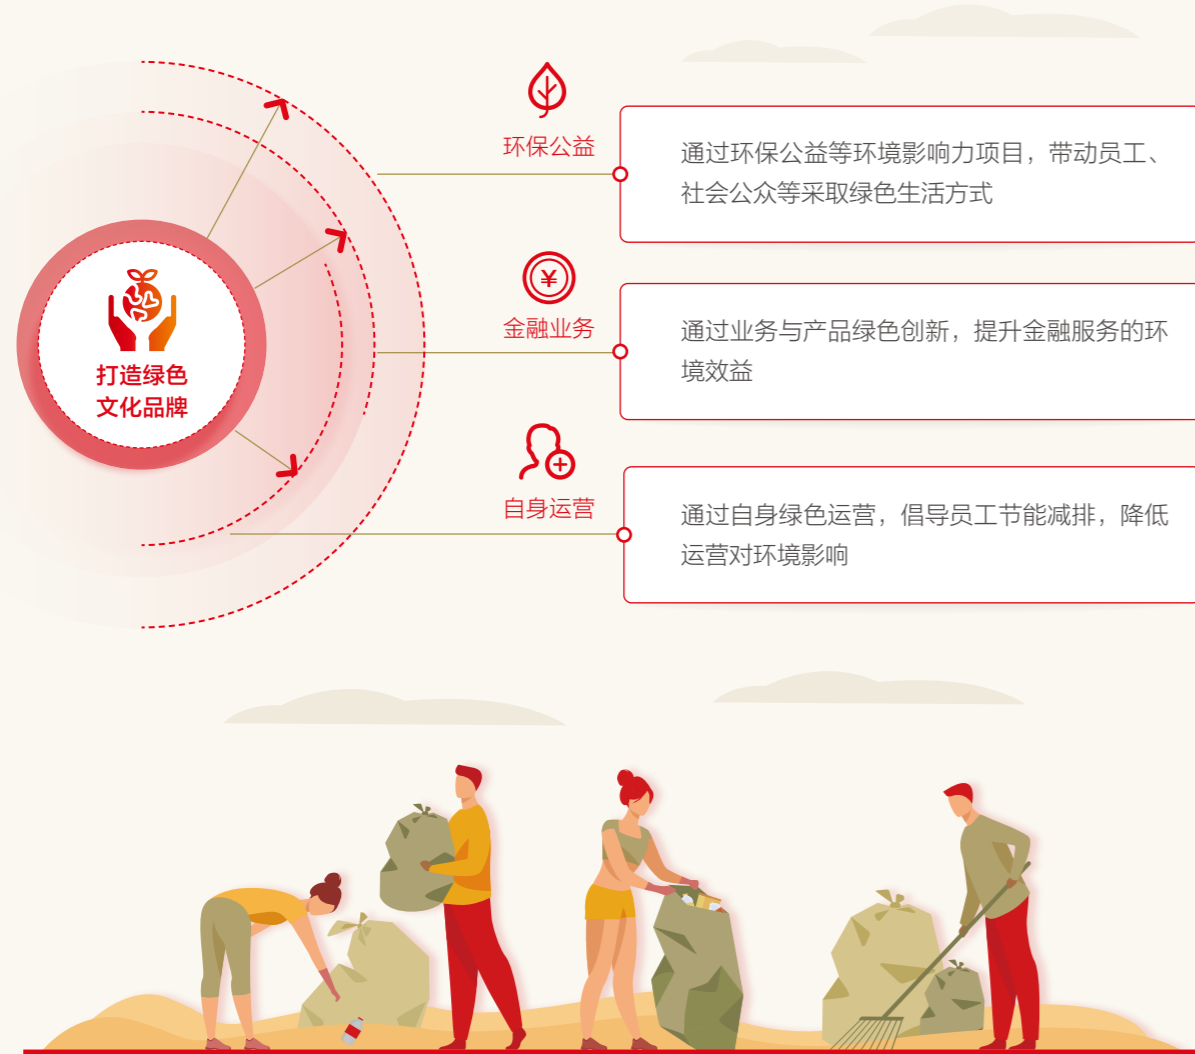 打造绿色
文化品牌
环保公益
通过环保公益等环境影响力项目，带动员工、
社会公众等采取绿色生活方式
¥
金融业务
通过业务与产品绿色创新，提升金融服务的环
境效益
自身运营
通过自身绿色运营，倡导员工节能减排，降低
运营对环境影响